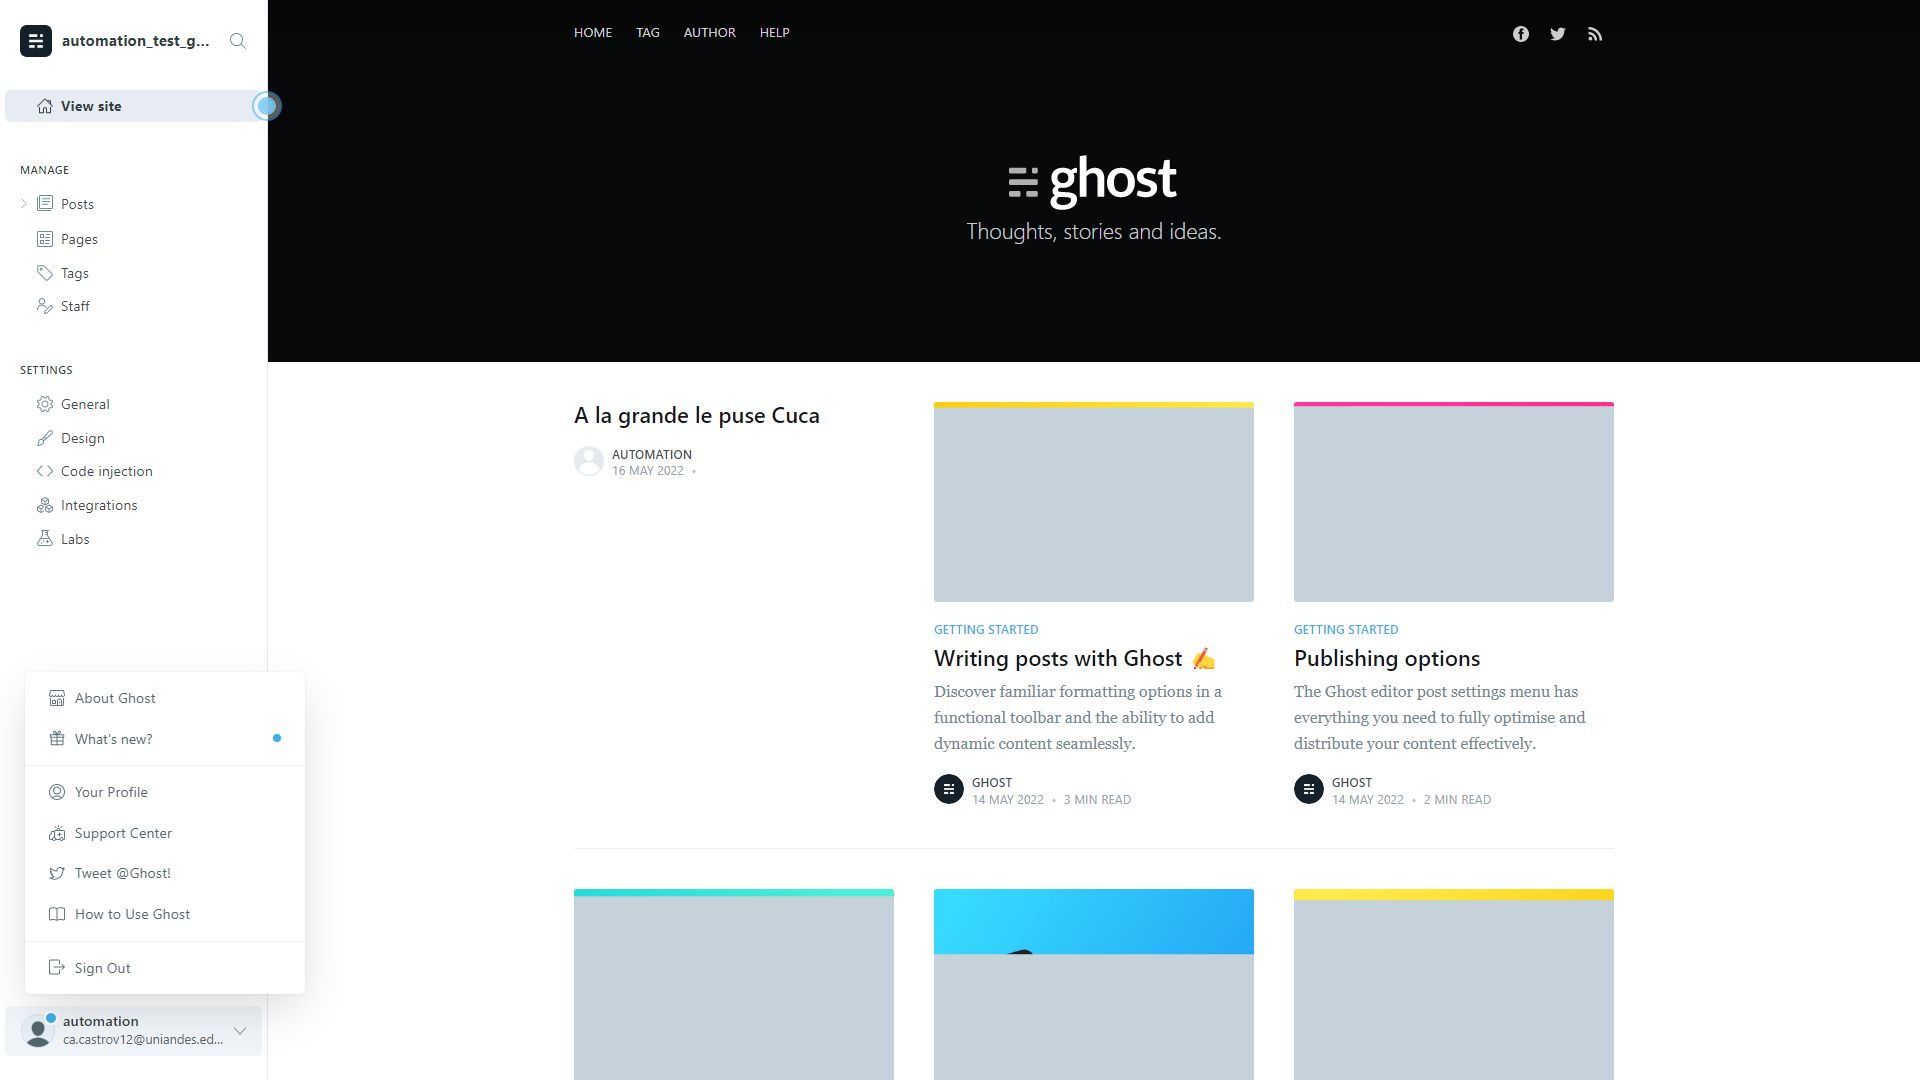 automation_test_g...
View site
MANAGE
Posts
Pages
Tags
Staff
SETTINGS
General
Design
Code injection
Integrations
Labs
About Ghost
What's new?
Your Profile
Support Center
Tweet @Ghost!
How to Use Ghost
Sign Out
automation
ca.castrov12@uniandes.ed...
HOME TAG AUTHOR HELP
ghost
Thoughts, stories and ideas.
A la grande le puse Cuca
AUTOMATION
16 MAY 2022 •
GETTING STARTED
Writing posts with Ghost ✍️
Discover familiar formatting options in a
functional toolbar and the ability to add
dynamic content seamlessly.
GHOST
14 MAY 2022 • 3 MIN READ
GETTING STARTED
Publishing options
The Ghost editor post settings menu has
everything you need to fully optimise and
distribute your content effectively.
GHOST
14 MAY 2022 • 2 MIN READ